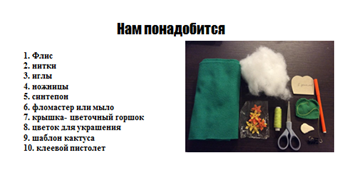 Нам понадобится
1. Флис
2. нитки
3. иглы
4. ножницы
5. синтепон
6. фломастер или мыло
7. крышка- цветочный горшок
8. цветок для украшения
9. шаблон кактуса
10. клеевой пистолет